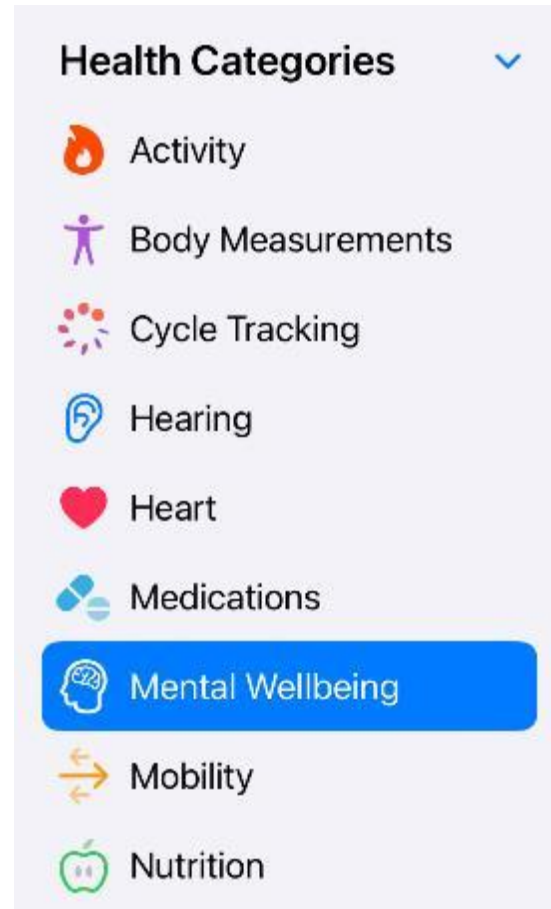 Health Categories
Activity
Body Measurements
Cycle Tracking
Hearing
Heart
Medications
Mental Wellbeing
Mobility
Nutrition